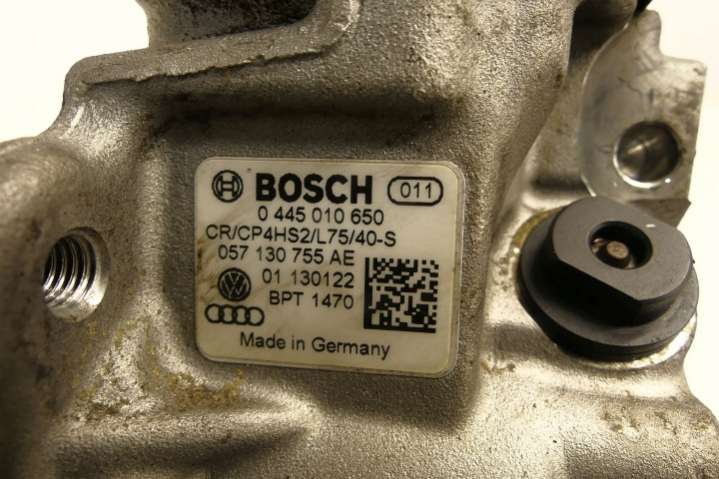 BOSCH 011
0 445 010 650
CR/CP4HS2/L75/40-S
057 130 755 AE
01 130122
BPT 1470
Made in Germany